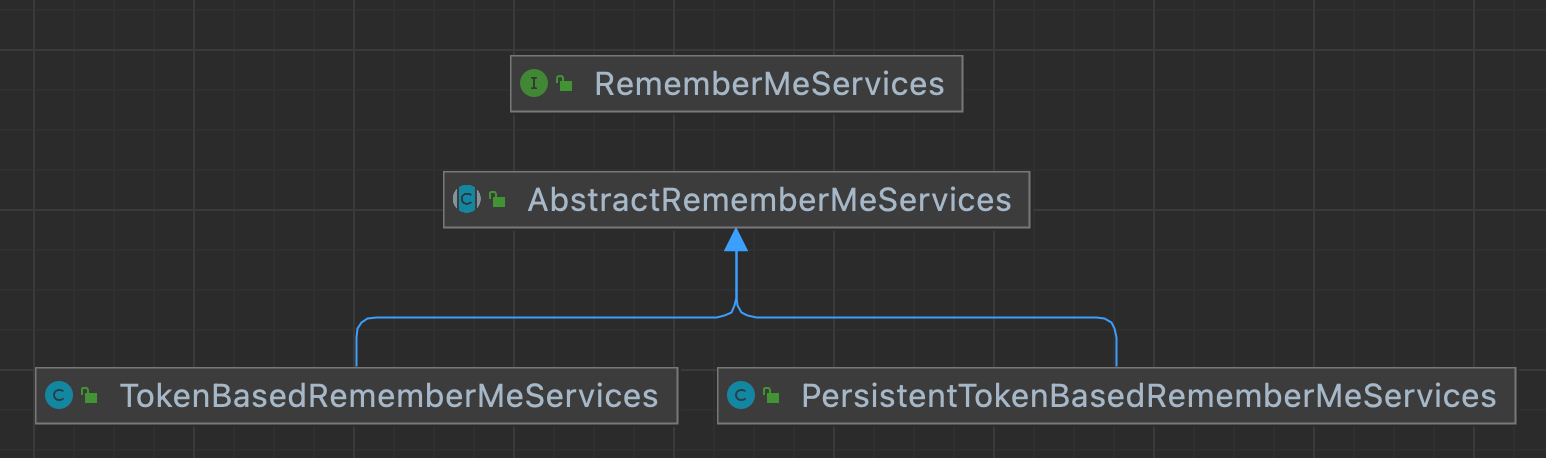 I RememberMeServices
C AbstractRememberMeServices
C TokenBasedRememberMeServices
C PersistentTokenBasedRememberMeServices